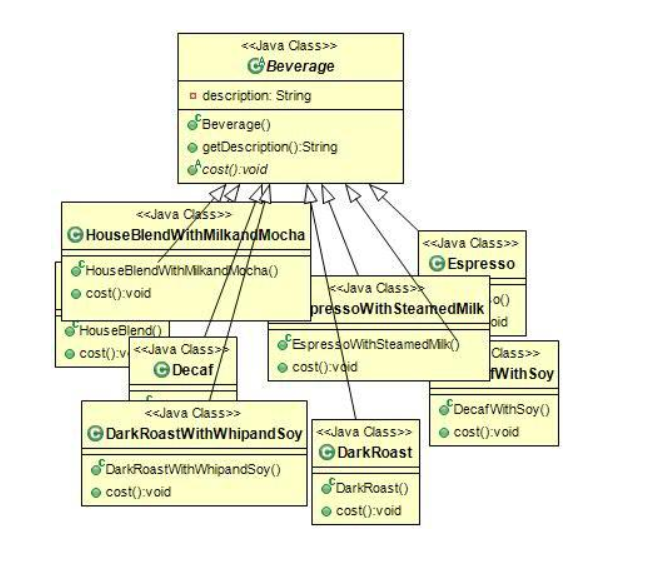 <<Java Class>>
Beverage
description: String
Beverage()
getDescription():String
cost():void
<<Java Class>>
HouseBlendWithMilkandMocha
HouseBlendWithMilkandMocha()
cost():void
<<Java Class>>
Espresso
HouseBlend()
<<Java Class>>
EspressoWithSteamedMilk()
cost():void
<<Java Class>>
Decaf
DecafWithSoy()
cost():void
<<Java Class>>
DarkRoastWithWhipandSoy
DarkRoastWithWhipandSoy()
cost():void
<<Java Class>>
DarkRoast
DarkRoast()
cost():void